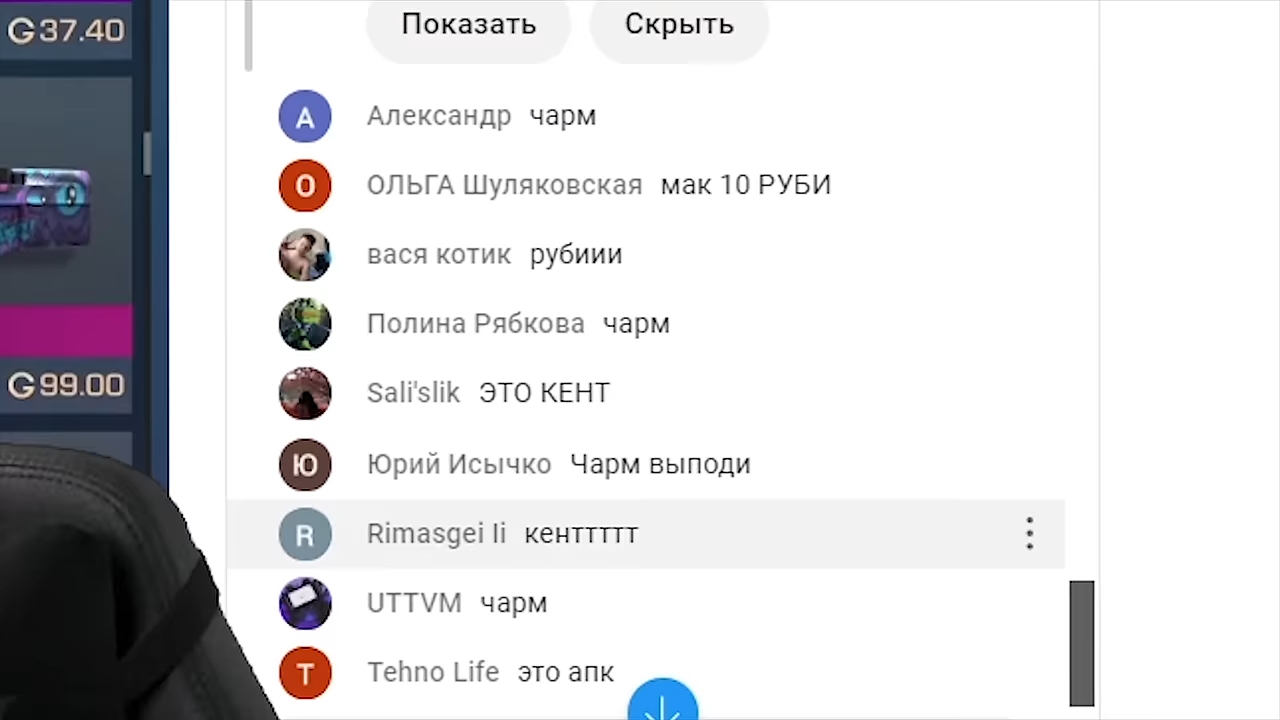 G37.40
Показать Скрыть
А Александр чарм
О ОЛЬГА Шуляковская мак 10 РУБИ
вася котик рубиии
Полина Рябкова чарм
G99.00
Sali'slik ЭТО КЕНТ
Ю Юрий Исычко Чарм выподи
R Rimasgei li кенттттт
UTTVM чарм
T Tehno Life это апк